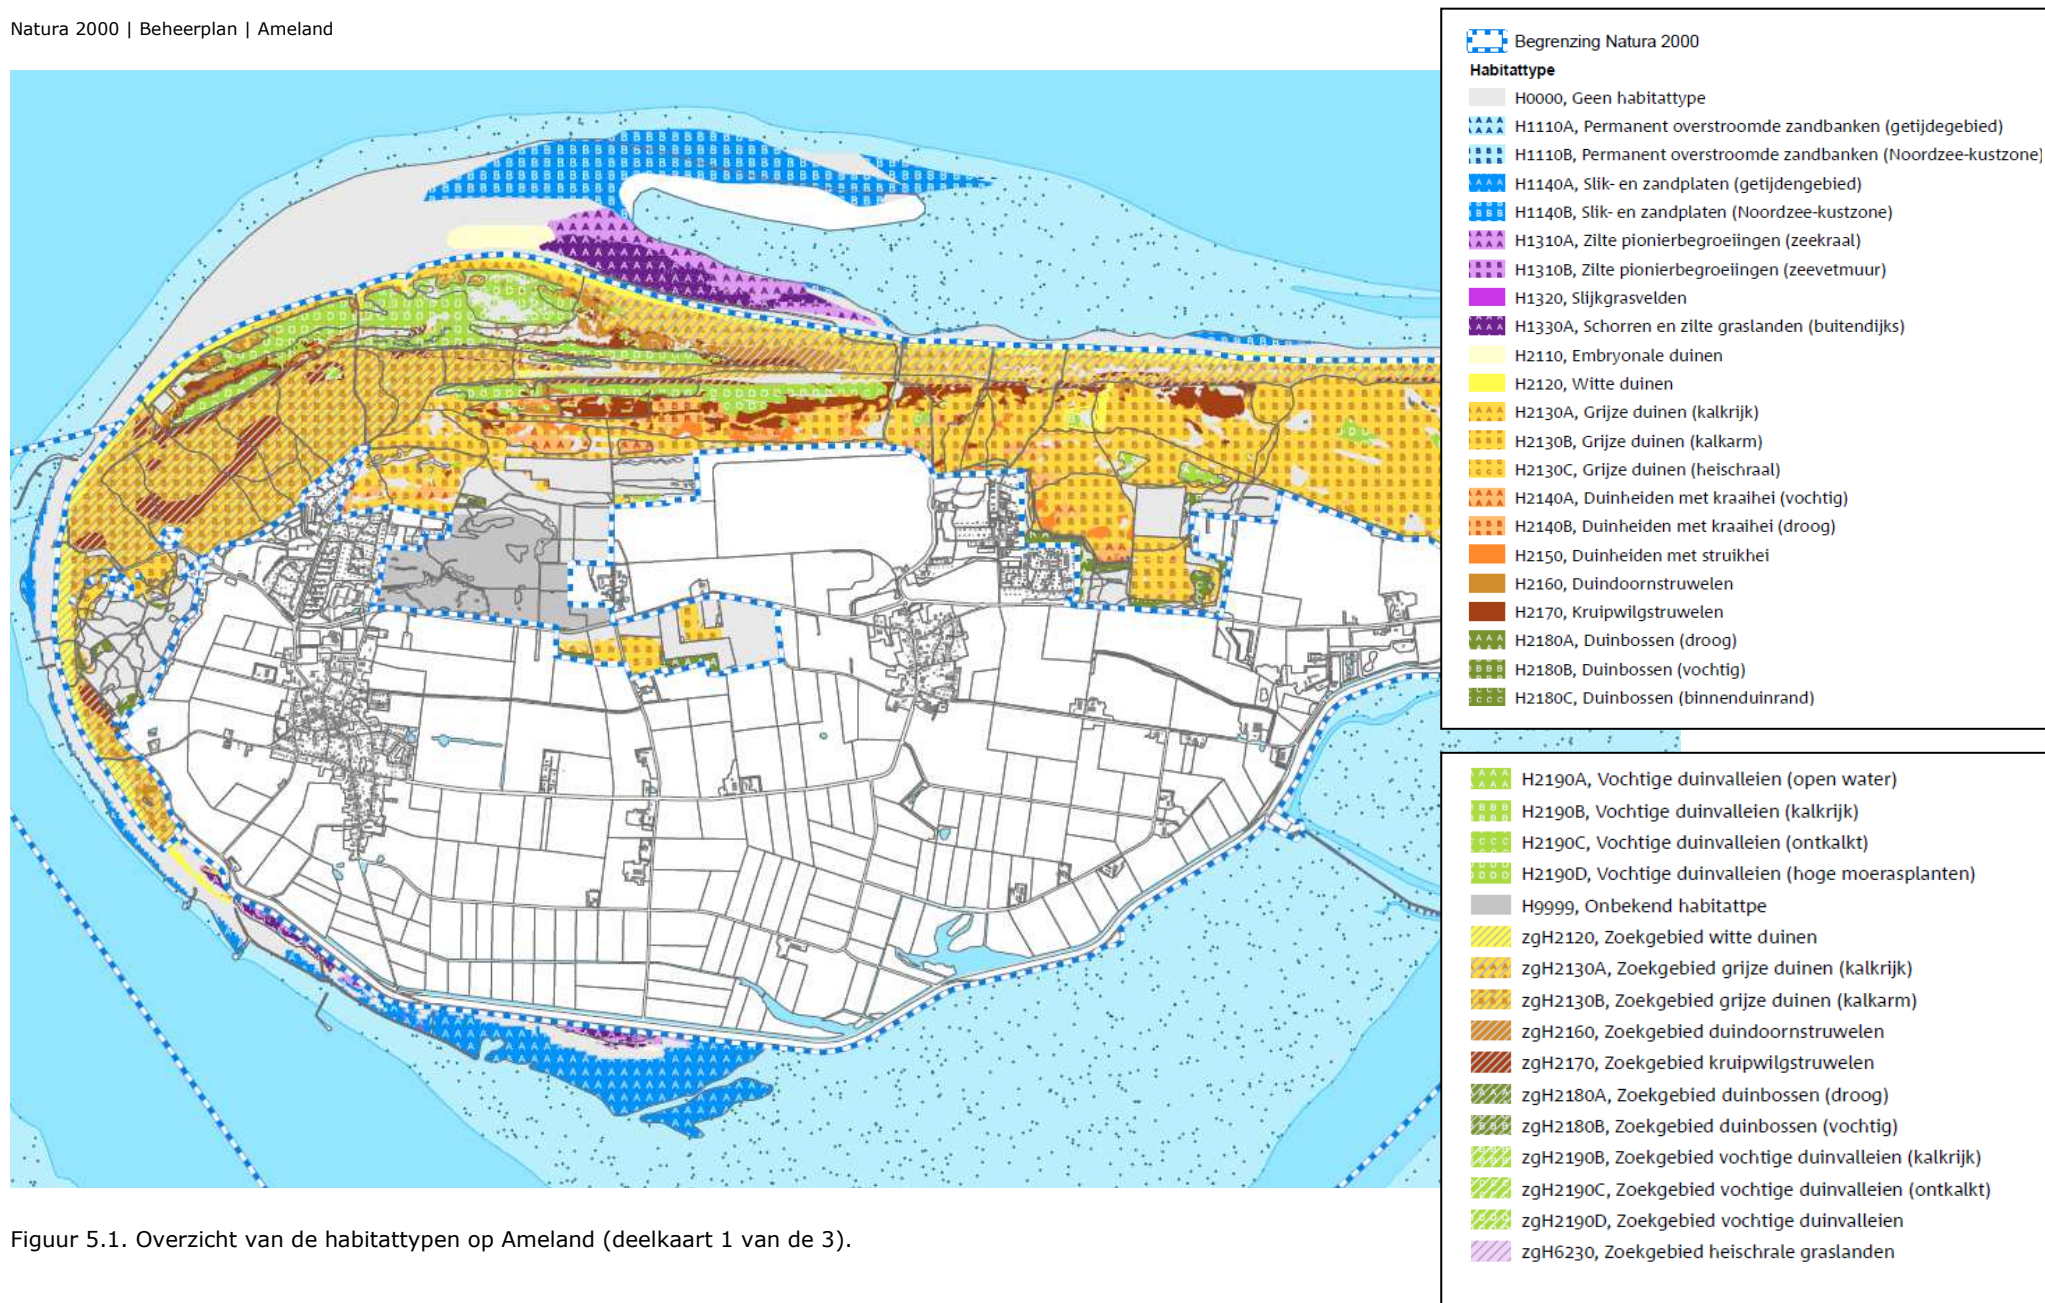 Natura 2000 | Beheerplan | Ameland
Begrenzing Natura 2000
Habitattype
H0000, Geen habitattype
H1110A, Permanent overstroomde zandbanken (getijdegebied)
H1110B, Permanent overstroomde zandbanken (Noordzee-kustzone)
H1140A, Slik- en zandplaten (getijdengebied)
H1140B, Slik- en zandplaten (Noordzee-kustzone)
H1310A, Zilte pionierbegroeiingen (zeekraal)
H1310B, Zilte pionierbegroeiingen (zeevetmuur)
H1320, Slijkgrasvelden
H1330A, Schorren en zilte graslanden (buitendijks)
H2110, Embryonale duinen
H2120, Witte duinen
H2130A, Grijze duinen (kalkrijk)
H2130B, Grijze duinen (kalkarm)
H2130C, Grijze duinen (heischraal)
H2140A, Duinheiden met kraaihei (vochtig)
H2140B, Duinheiden met kraaihei (droog)
H2150, Duinheiden met struikhei
H2160, Duindoornstruwelen
H2170, Kruipwilgstruwelen
H2180A, Duinbossen (droog)
H2180B, Duinbossen (vochtig)
H2180C, Duinbossen (binnenduinrand)
H2190A, Vochtige duinvalleien (open water)
H2190B, Vochtige duinvalleien (kalkrijk)
H2190C, Vochtige duinvalleien (ontkalkt)
H2190D, Vochtige duinvalleien (hoge moerasplanten)
H9999, Onbekend habitattpe
zgH2120, Zoekgebied witte duinen
zgH2130A, Zoekgebied grijze duinen (kalkrijk)
zgH2130B, Zoekgebied grijze duinen (kalkarm)
zgH2160, Zoekgebied duindoornstruwelen
zgH2170, Zoekgebied kruipwilgstruwelen
zgH2180A, Zoekgebied duinbossen (droog)
zgH2180B, Zoekgebied duinbossen (vochtig)
zgH2190B, Zoekgebied vochtige duinvalleien (kalkrijk)
zgH2190C, Zoekgebied vochtige duinvalleien (ontkalkt)
zgH2190D, Zoekgebied vochtige duinvalleien
zgH6230, Zoekgebied heischrale graslanden
Figuur 5.1. Overzicht van de habitattypen op Ameland (deelkaart 1 van de 3).